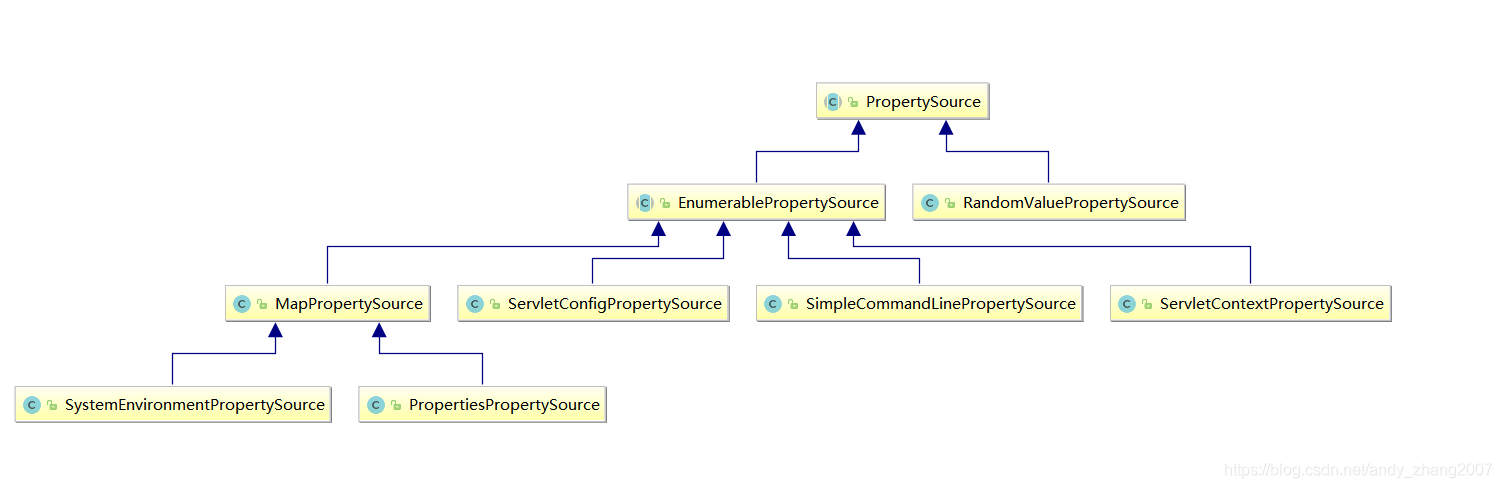 PropertySource
EnumerablePropertySource
RandomValuePropertySource
MapPropertySource
ServletConfigPropertySource
SimpleCommandLinePropertySource
ServletContextPropertySource
SystemEnvironmentPropertySource
PropertiesPropertySource
https://blog.csdn.net/andy_zhang2007